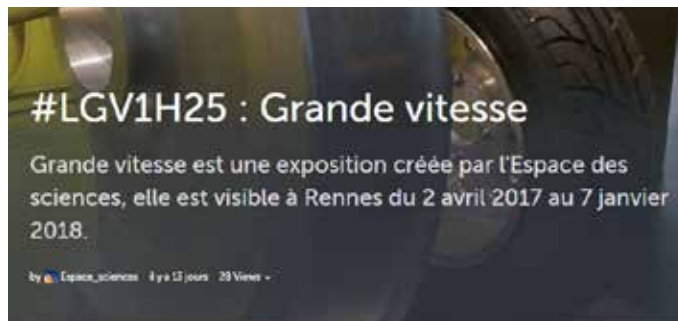 #LGV1H25 : Grande vitesse
Grande vitesse est une exposition créée par l'Espace des
sciences, elle est visible à Rennes du 2 avril 2017 au 7 janvier
2018.
by Espace_sciences il y a 13 jours 29 Views